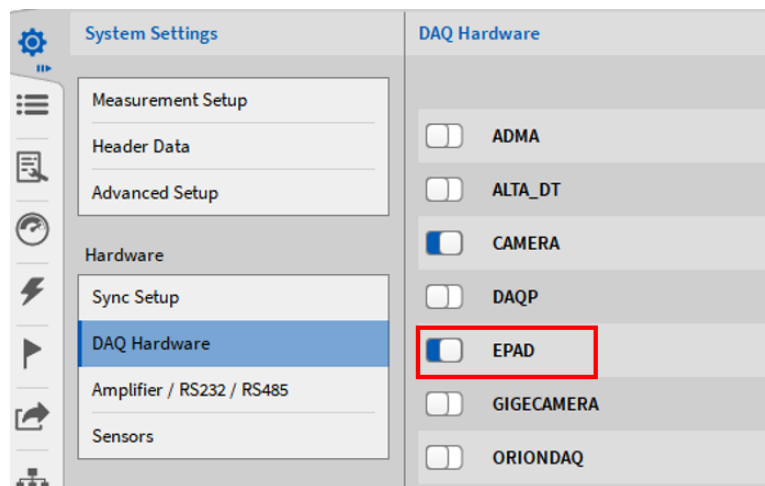 System Settings
Measurement Setup
Header Data
Advanced Setup
Hardware
Sync Setup
DAQ Hardware
Amplifier / RS232 / RS485
Sensors
DAQ Hardware
ADMA
ALTA_DT
CAMERA
DAQP
EPAD
GIGECAMERA
ORIONDAQ